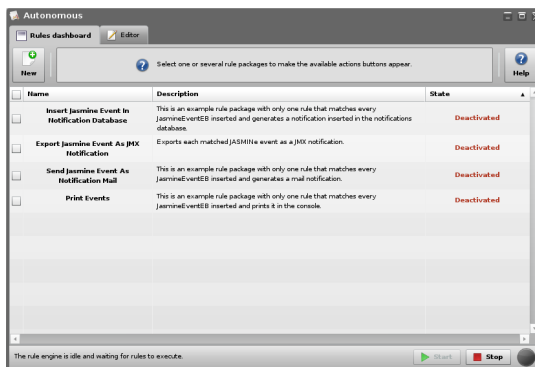 Autonomous
Rules dashboard
Editor
New
Select one or several rule packages to make the available actions buttons appear.
Help
Name
Description
State
Insert Jasmine Event In
Notification Database
This is an example rule package with only one rule that matches every
JasmineEventEB inserted and generates a notification inserted in the notifications
database.
Deactivated
Export Jasmine Event As JMX
Notification
Exports each matched JASMINe event as a JMX notification.
Deactivated
Send Jasmine Event As
Notification Mail
This is an example rule package with only one rule that matches every
JasmineEventEB inserted and generates a mail notification.
Deactivated
Print Events
This is an example rule package with only one rule that matches every
JasmineEventEB inserted and prints it in the console.
Deactivated
The rule engine is idle and waiting for rules to execute.
Start
Stop